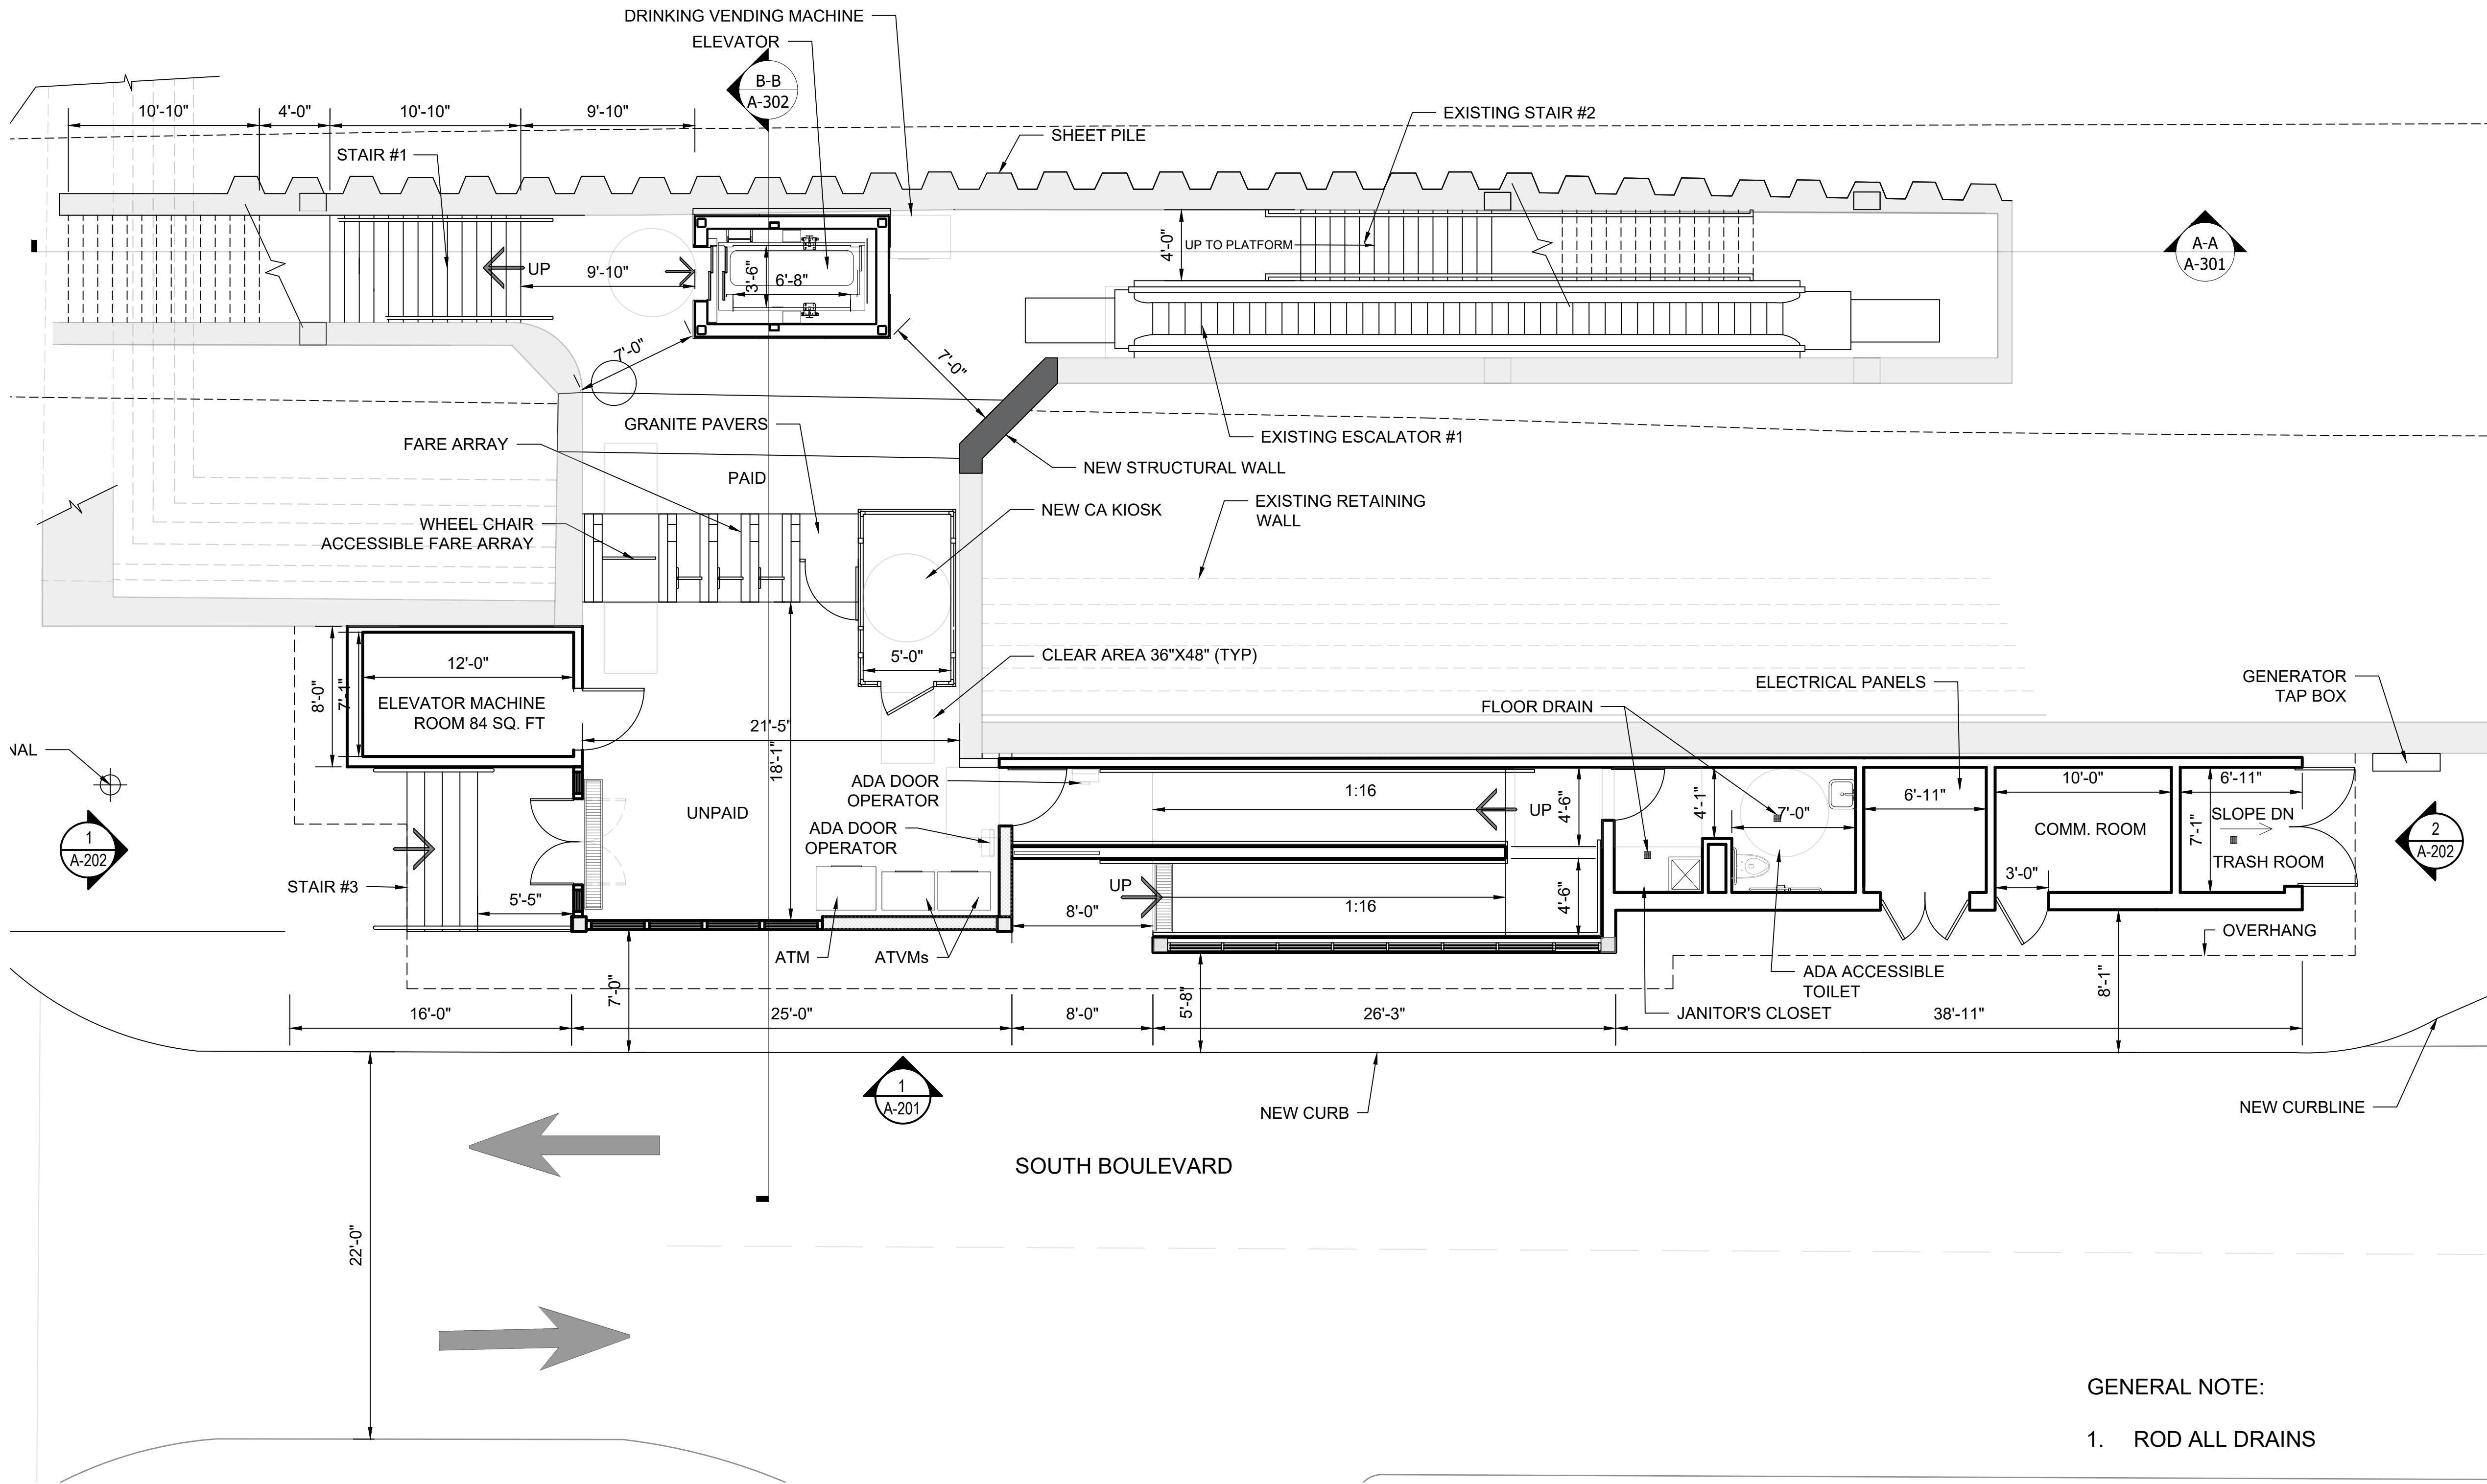 DRINKING VENDING MACHINE
ELEVATOR
B-B
A-302
10'-10"
4'-0"
10'-10"
9'-10"
EXISTING STAIR #2
SHEET PILE
STAIR #1
UP
9'-10"
3'-6"
6'-8"
4'-0"
UP TO PLATFORM
A-A
A-301
7'-0"
7'-0"
GRANITE PAVERS
FARE ARRAY
EXISTING ESCALATOR #1
NEW STRUCTURAL WALL
PAID
EXISTING RETAINING
WALL
NEW CA KIOSK
WHEEL CHAIR
ACCESSIBLE FARE ARRAY
CLEAR AREA 36"X48" (TYP)
5'-0"
12'-0"
8'-0"
7'-1"
ELEVATOR MACHINE
ROOM 84 SQ. FT
21'-5"
18'-1"
ELECTRICAL PANELS
FLOOR DRAIN
GENERATOR
TAP BOX
NAL
ADA DOOR
OPERATOR
ADA DOOR
OPERATOR
UNPAID
1:16
UP
4'-6"
4'-1"
7'-0"
6'-11"
10'-0"
6'-11"
SLOPE DN
COMM. ROOM
7'-1"
TRASH ROOM
1
A-202
2
A-202
STAIR #3
5'-5"
UP
8'-0"
1:16
4'-6"
3'-0"
ATM
ATVMs
OVERHANG
ADA ACCESSIBLE
TOILET
JANITOR'S CLOSET
16'-0"
7'-0"
25'-0"
8'-0"
5'-8"
26'-3"
38'-11"
8'-1"
1
A-201
NEW CURB
NEW CURBLINE
SOUTH BOULEVARD
22'-0"
GENERAL NOTE:
1. ROD ALL DRAINS